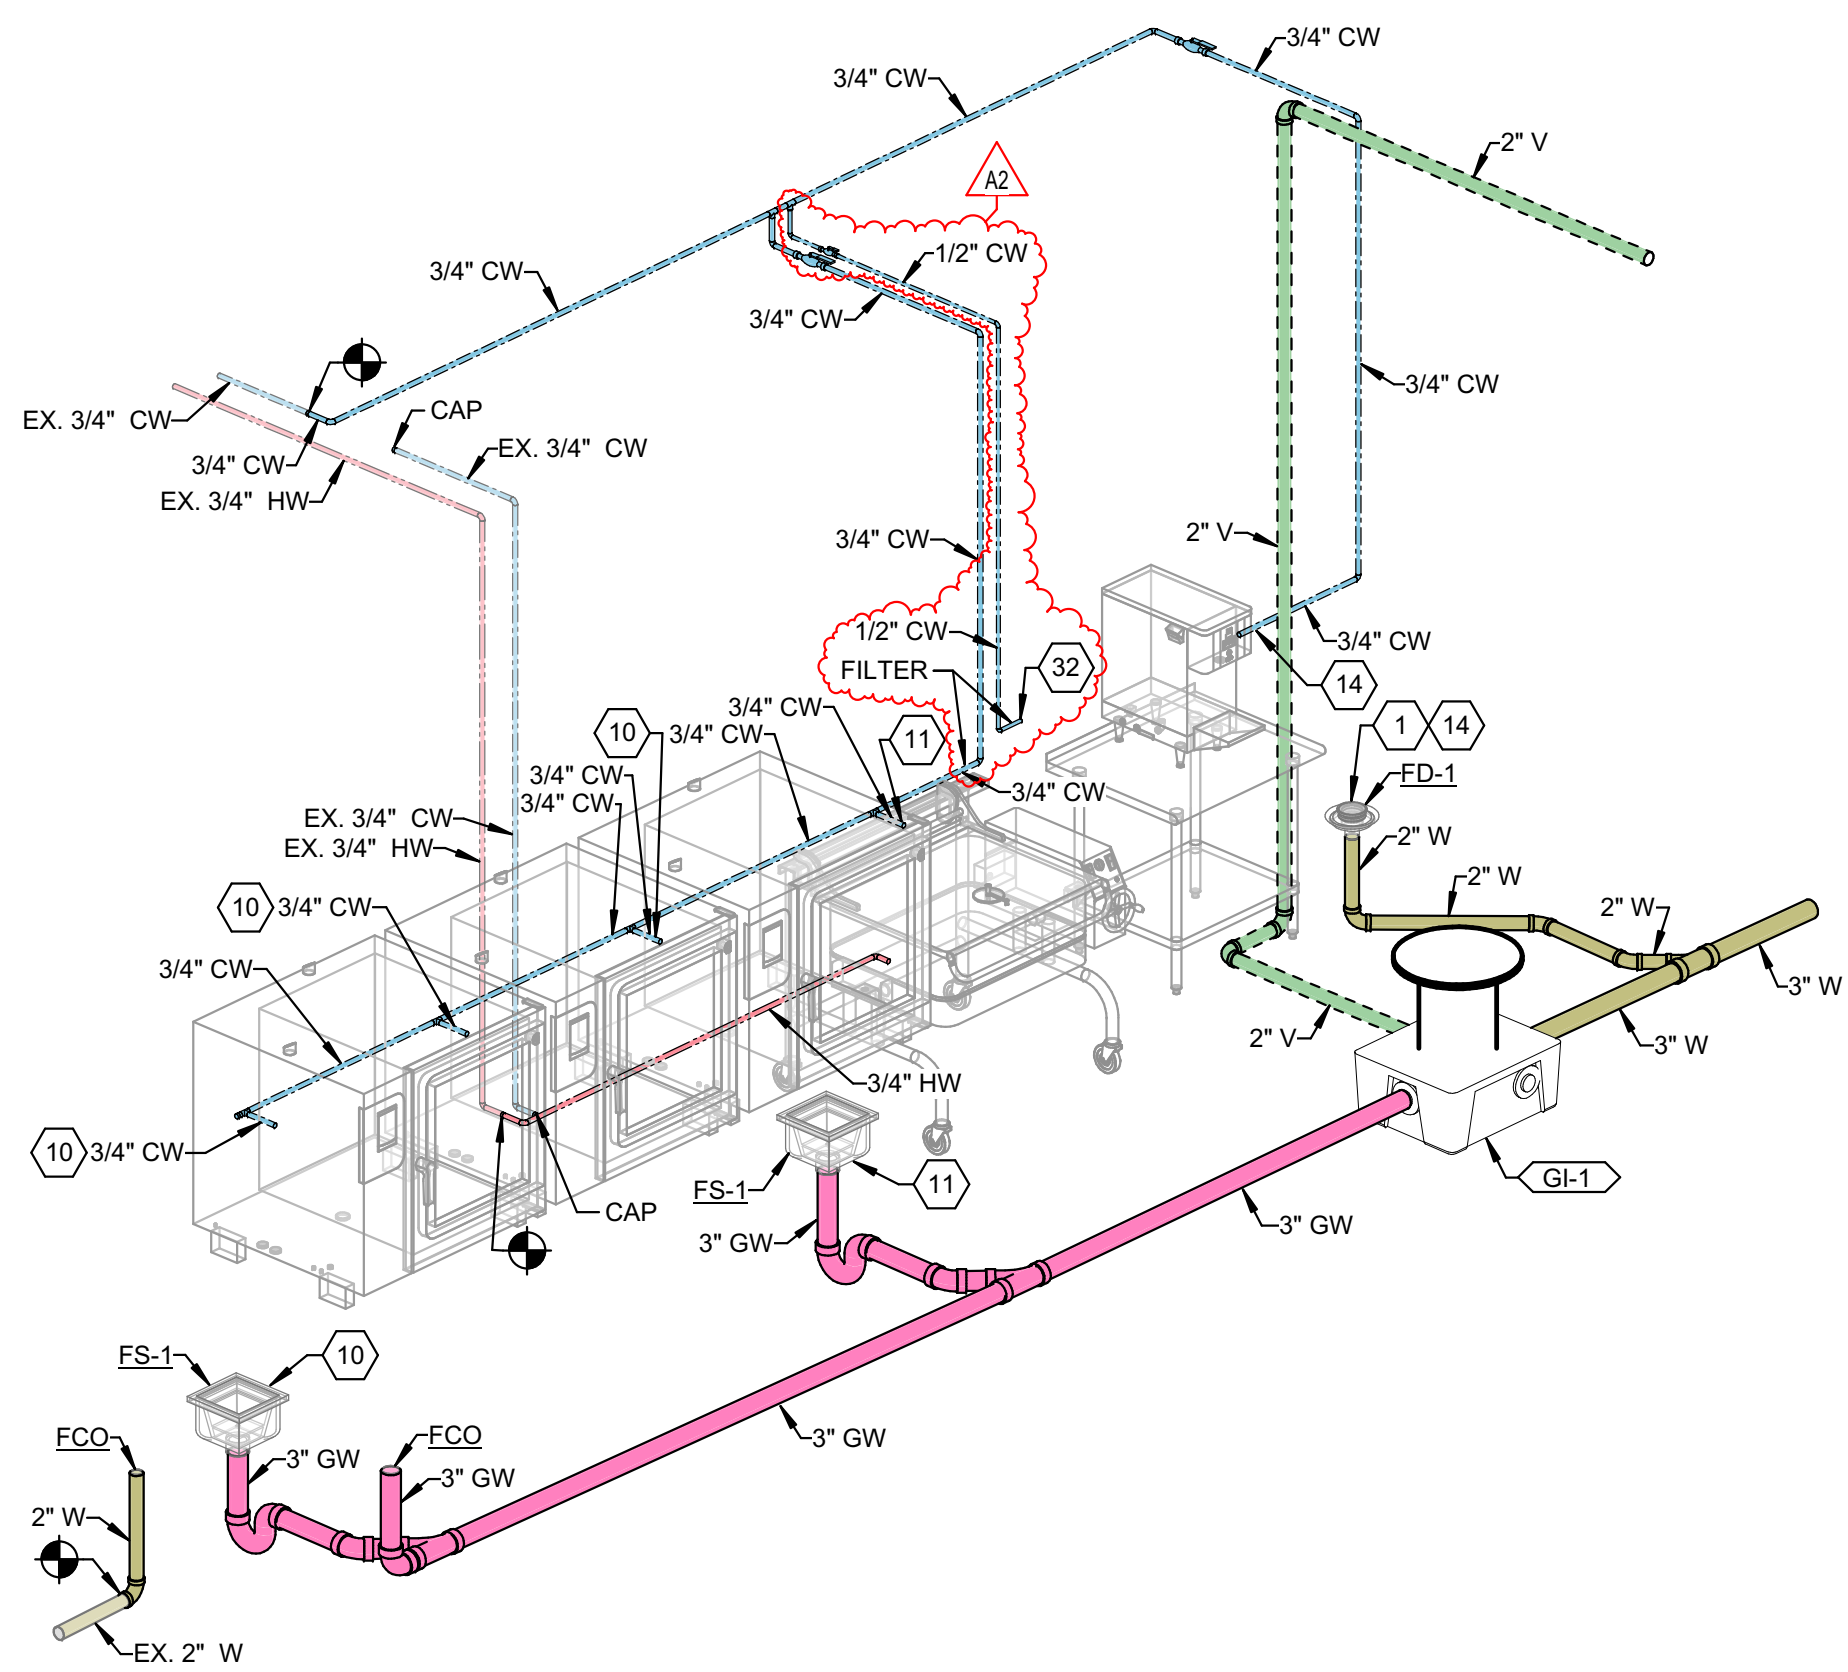 3/4" CW
3/4" CW
2" V
A2
1/2" CW
3/4" CW
3/4" CW
3/4" CW
EX. 3/4"  CW
CAP
EX. 3/4"  CW
3/4" CW
EX. 3/4"  HW
2" V
3/4" CW
3/4" CW
1/2" CW
FILTER
32
14
1
14
FD-1
3/4" CW
10
3/4" CW
11
3/4" CW
3/4" CW
3/4" CW
EX. 3/4"  CW
EX. 3/4"  HW
2" W
2" W
2" W
10
3/4" CW
3/4" CW
3" W
3" W
2" V
3/4" HW
10
3/4" CW
FS-1
11
GI-1
CAP
3" GW
3" GW
FS-1
10
3" GW
FCO
FCO
3" GW
3" GW
2" W
EX. 2"  W